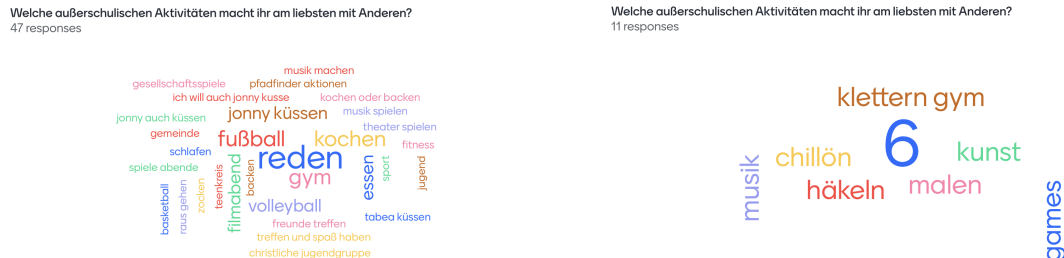 Welche außerschulischen Aktivitäten macht ihr am liebsten mit Anderen?
47 responses
musik machen
gesellschaftsspiele
pfadfinder aktionen
ich will auch jonny kusse
kochen oder backen
jonny auch küssen
jonny küssen
musik spielen
theater spielen
gemeinde
fußball
kochen
fitness
schlafen
reden
spiele abende
gym
essen
sport
jugend
basketball
raus gehen
zocken
teenkreis
filmabend
backen
volleyball
tabea küssen
freunde treffen
treffen und spaß haben
christliche jugendgruppe
Welche außerschulischen Aktivitäten macht ihr am liebsten mit Anderen?
11 responses
klettern gym
6
chillön
kunst
musik
häkeln
malen
games